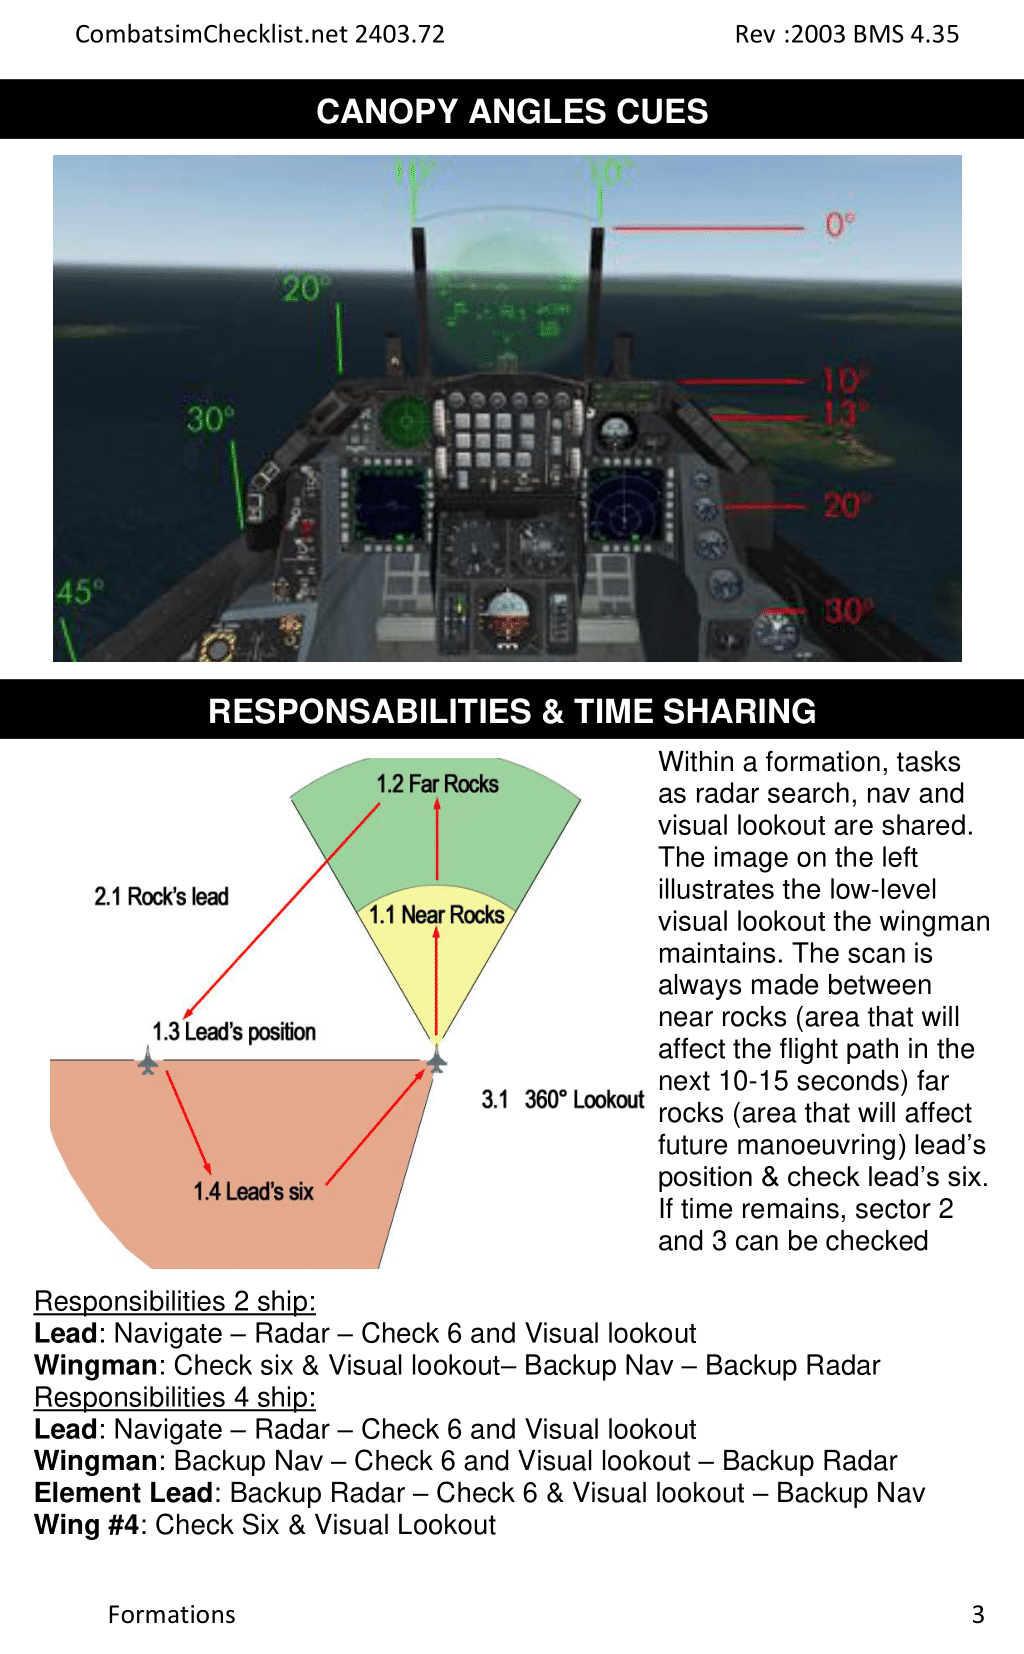 CombatsimChecklist.net 2403.72
Rev :2003 BMS 4.35
CANOPY ANGLES CUES
10°
10°
0°
20°
10°
30°
13°
20°
45°
30°
RESPONSABILITIES & TIME SHARING
1.2 Far Rocks
2.1 Rock's lead
1.1 Near Rocks
1.3 Lead's position
3.1 360° Lookout
1.4 Lead's six
Within a formation, tasks
as radar search, nav and
visual lookout are shared.
The image on the left
illustrates the low-level
visual lookout the wingman
maintains. The scan is
always made between
near rocks (area that will
affect the flight path in the
next 10-15 seconds) far
rocks (area that will affect
future manoeuvring) lead’s
position & check lead’s six.
If time remains, sector 2
and 3 can be checked
Responsibilities 2 ship:
Lead: Navigate – Radar – Check 6 and Visual lookout
Wingman: Check six & Visual lookout– Backup Nav – Backup Radar
Responsibilities 4 ship:
Lead: Navigate – Radar – Check 6 and Visual lookout
Wingman: Backup Nav – Check 6 and Visual lookout – Backup Radar
Element Lead: Backup Radar – Check 6 & Visual lookout – Backup Nav
Wing #4: Check Six & Visual Lookout
Formations
3